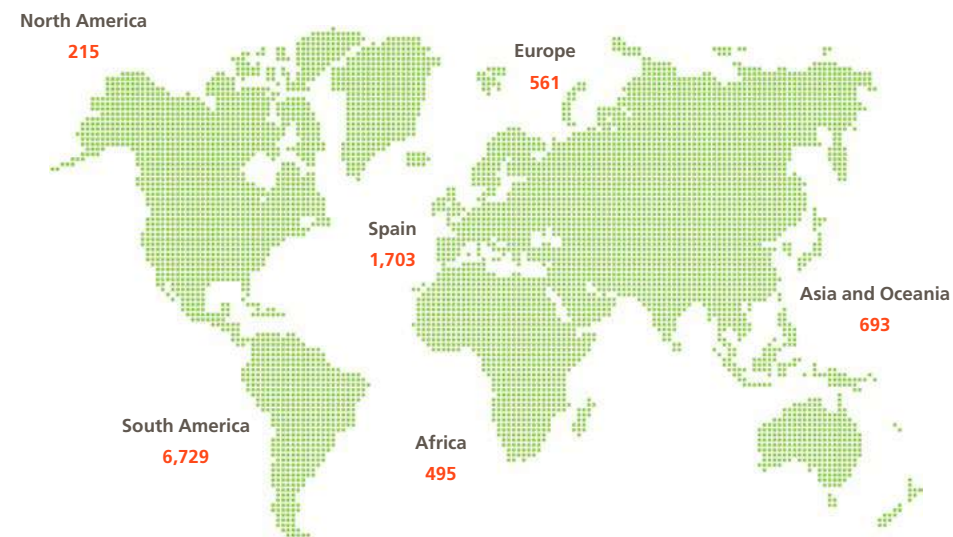 North America
215
Europe
561
Spain
1,703
Asia and Oceania
693
South America
6,729
Africa
495